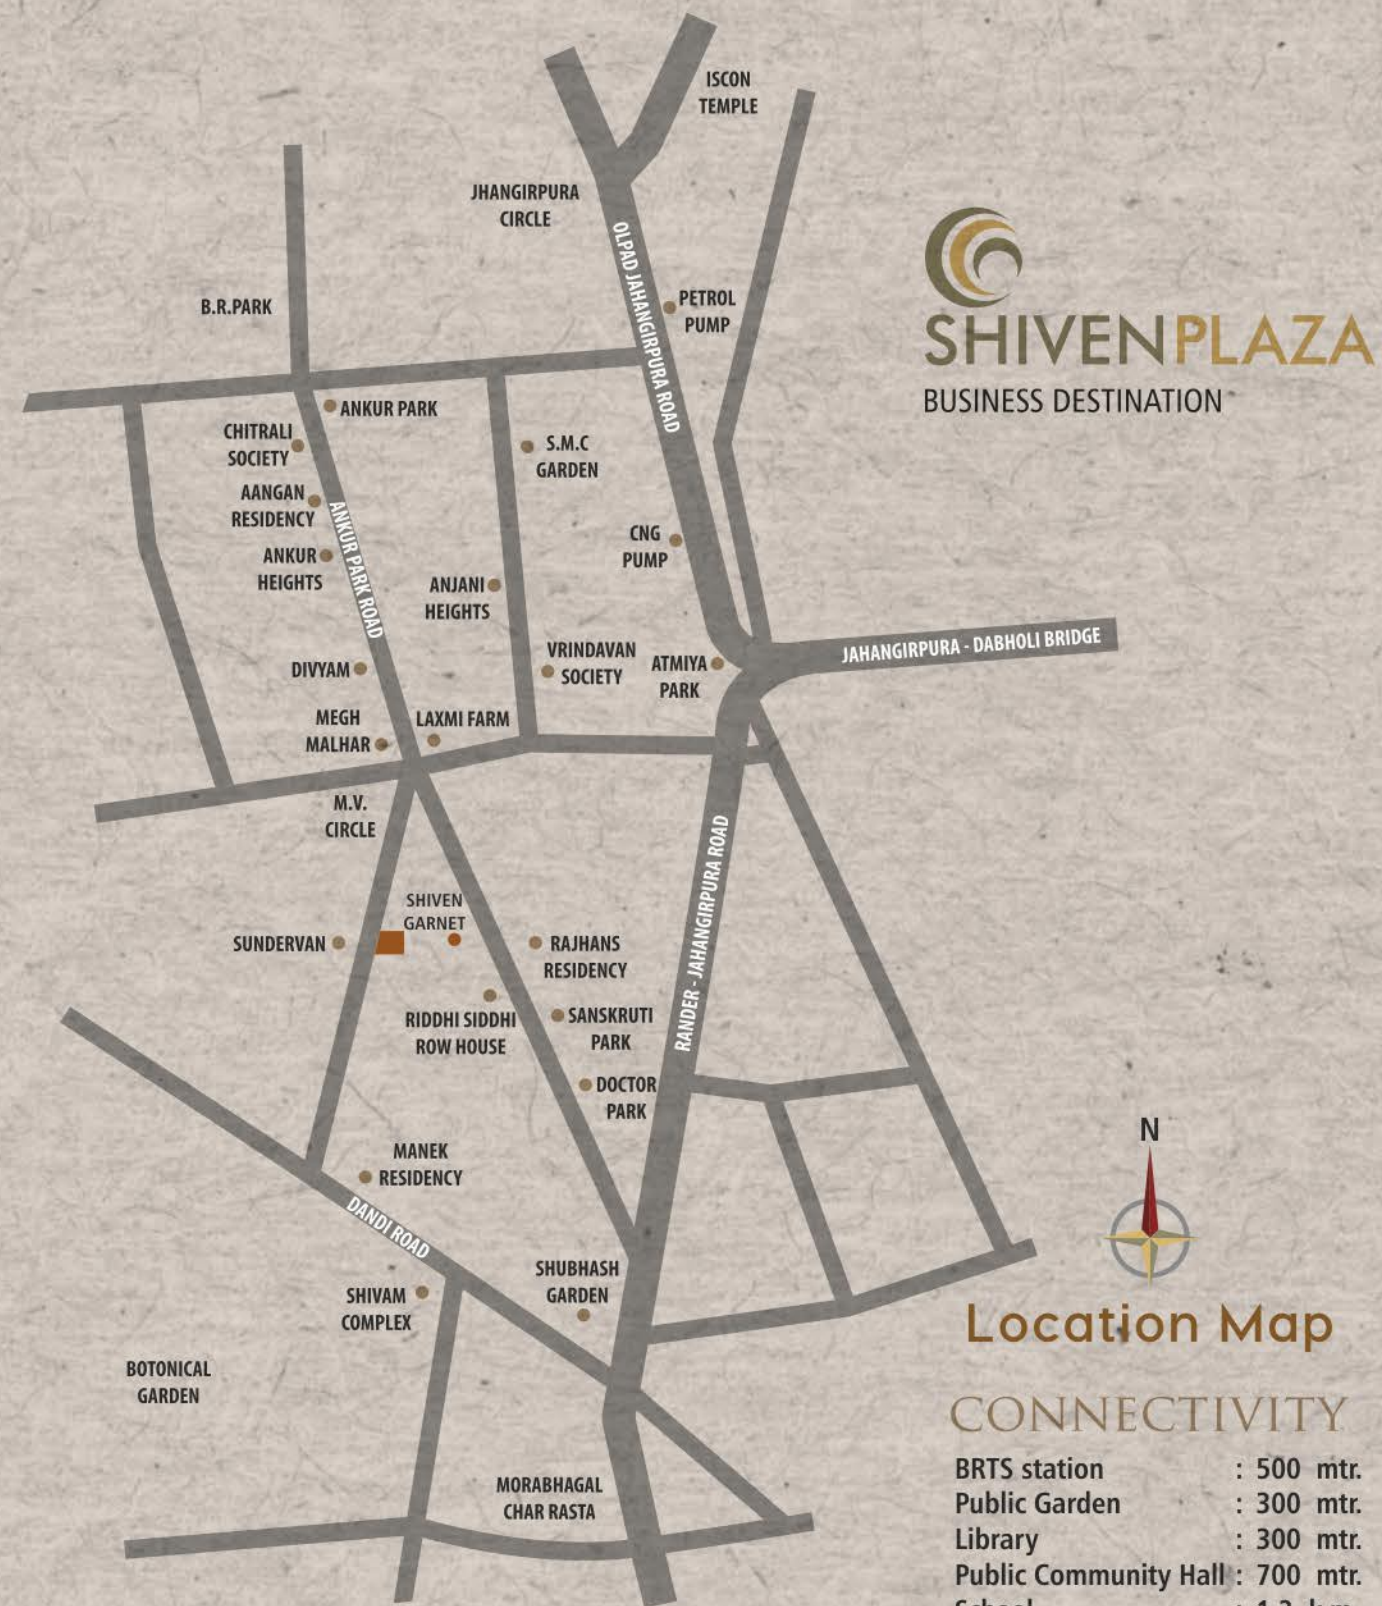 ISCON
TEMPLE
JHANGIRPURA
CIRCLE
OLPAD JAHANGIRPURA ROAD
B.R.PARK
PETROL
PUMP
SHIVENPLAZA
BUSINESS DESTINATION
ANKUR PARK
CHITRALI
SOCIETY
S.M.C
GARDEN
AANGAN
RESIDENCY
ANKUR PARK ROAD
CNG
PUMP
ANKUR
HEIGHTS
ANJANI
HEIGHTS
JAHANGIRPURA - DABHOLI BRIDGE
DIVYAM
VRINDAVAN
SOCIETY
ATMIYA
PARK
MEGH
MALHAR
LAXMI FARM
M.V.
CIRCLE
RANDER - JAHANGIRPURA ROAD
SHIVEN
GARNET
SUNDERVAN
RAJHANS
RESIDENCY
RIDDHI SIDDHI
ROW HOUSE
SANSKRUTI
PARK
DOCTOR
PARK
MANEK
RESIDENCY
DANDI ROAD
N
SHUBHASH
GARDEN
SHIVAM
COMPLEX
Location Map
BOTONICAL
GARDEN
CONNECTIVITY
BRTS station : 500 mtr.
Public Garden : 300 mtr.
Library : 300 mtr.
Public Community Hall : 700 mtr.
MORABHAGAL
CHAR RASTA